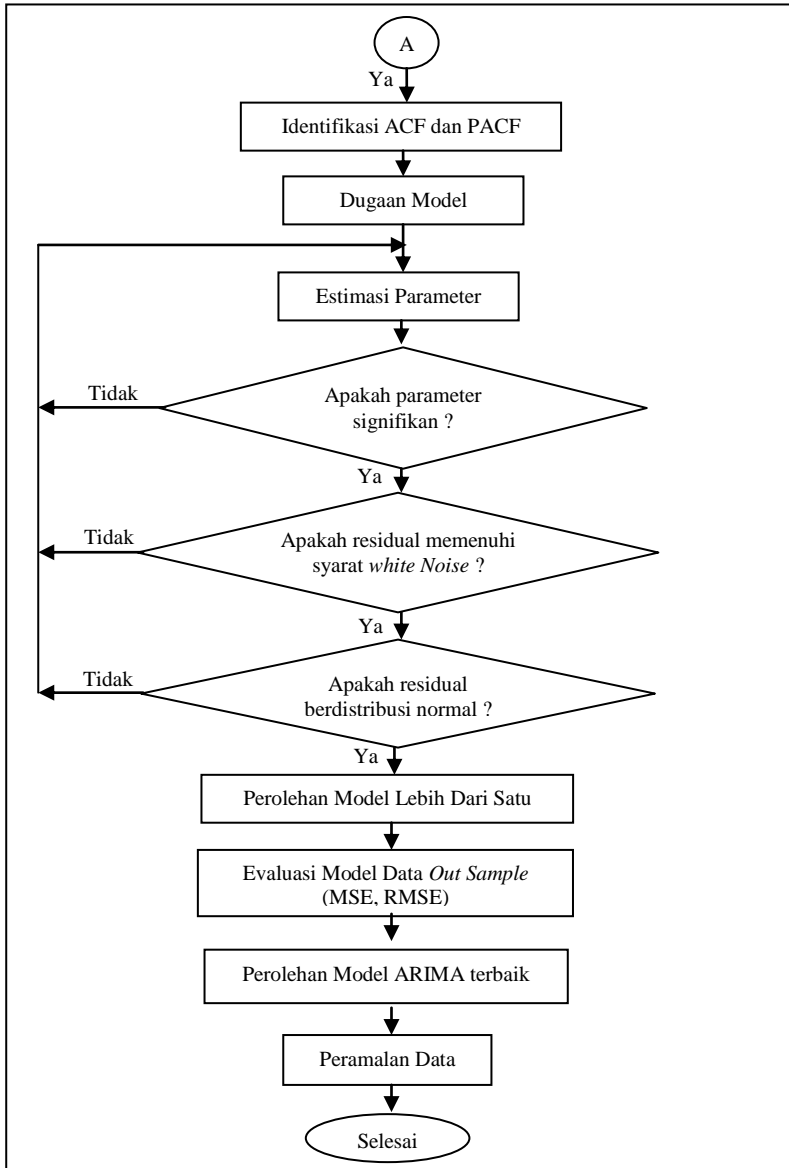 A
Ya
Identifikasi ACF dan PACF
Dugaan Model
Estimasi Parameter
Tidak
Apakah parameter
signifikan ?
Ya
Tidak
Apakah residual memenuhi
syarat white Noise ?
Ya
Tidak
Apakah residual
berdistribusi normal ?
Ya
Perolehan Model Lebih Dari Satu
Evaluasi Model Data Out Sample
(MSE, RMSE)
Perolehan Model ARIMA terbaik
Peramalan Data
Selesai